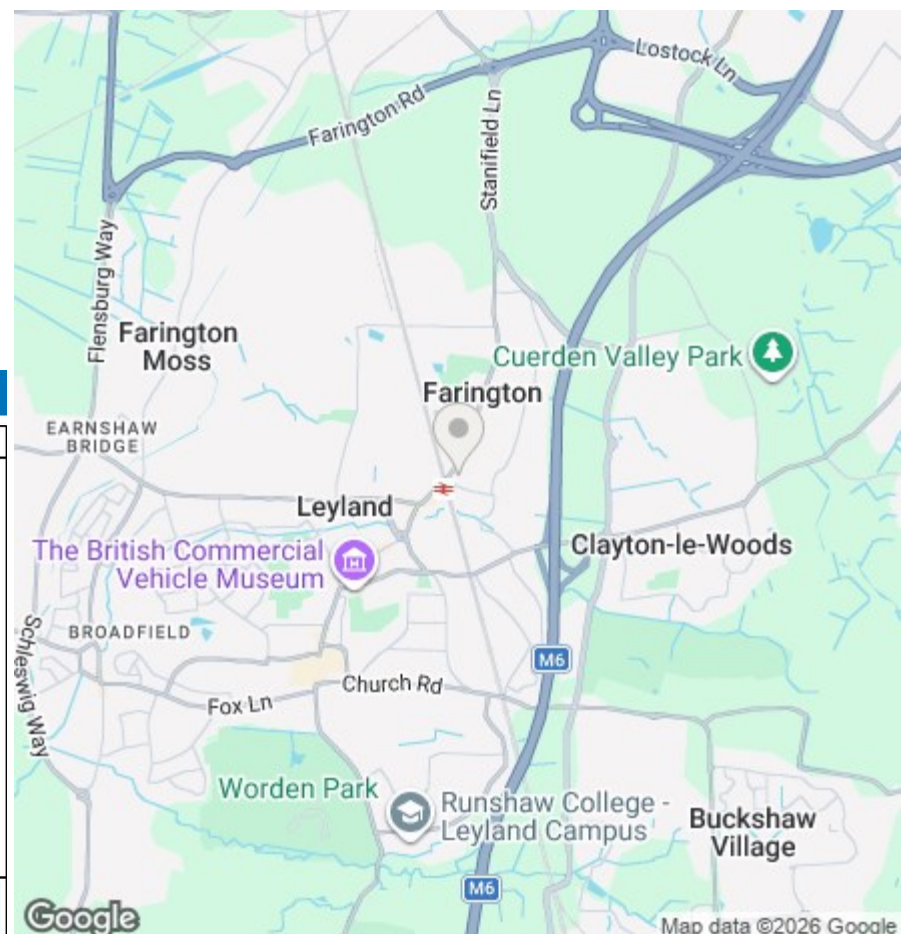 Lostock Ln
Farington Rd
Stanifield Ln
Flensburg Way
Farington
Moss
Cuerden Valley Park
Farington
EARNSHAW
BRIDGE
Leyland
The British Commercial
Vehicle Museum
Clayton-le-Woods
BROADFIELD
Schleswig Way
M6
Church Rd
Fox Ln
Worden Park
Runshaw College -
Leyland Campus
Buckshaw
Village
M6
Google
Map data ©2026 Google